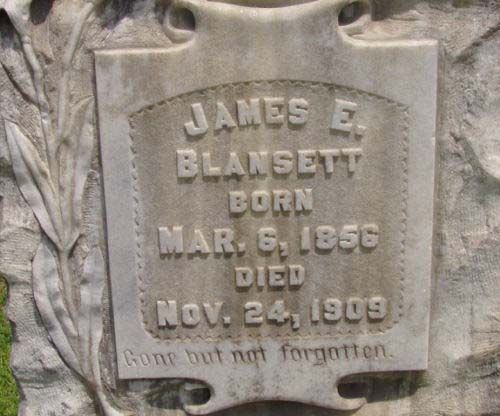 JAMES E.
BLANSETT
BORN
MAR. 6, 1856
DIED
NOV. 24, 1909
Gone but not forgotten.